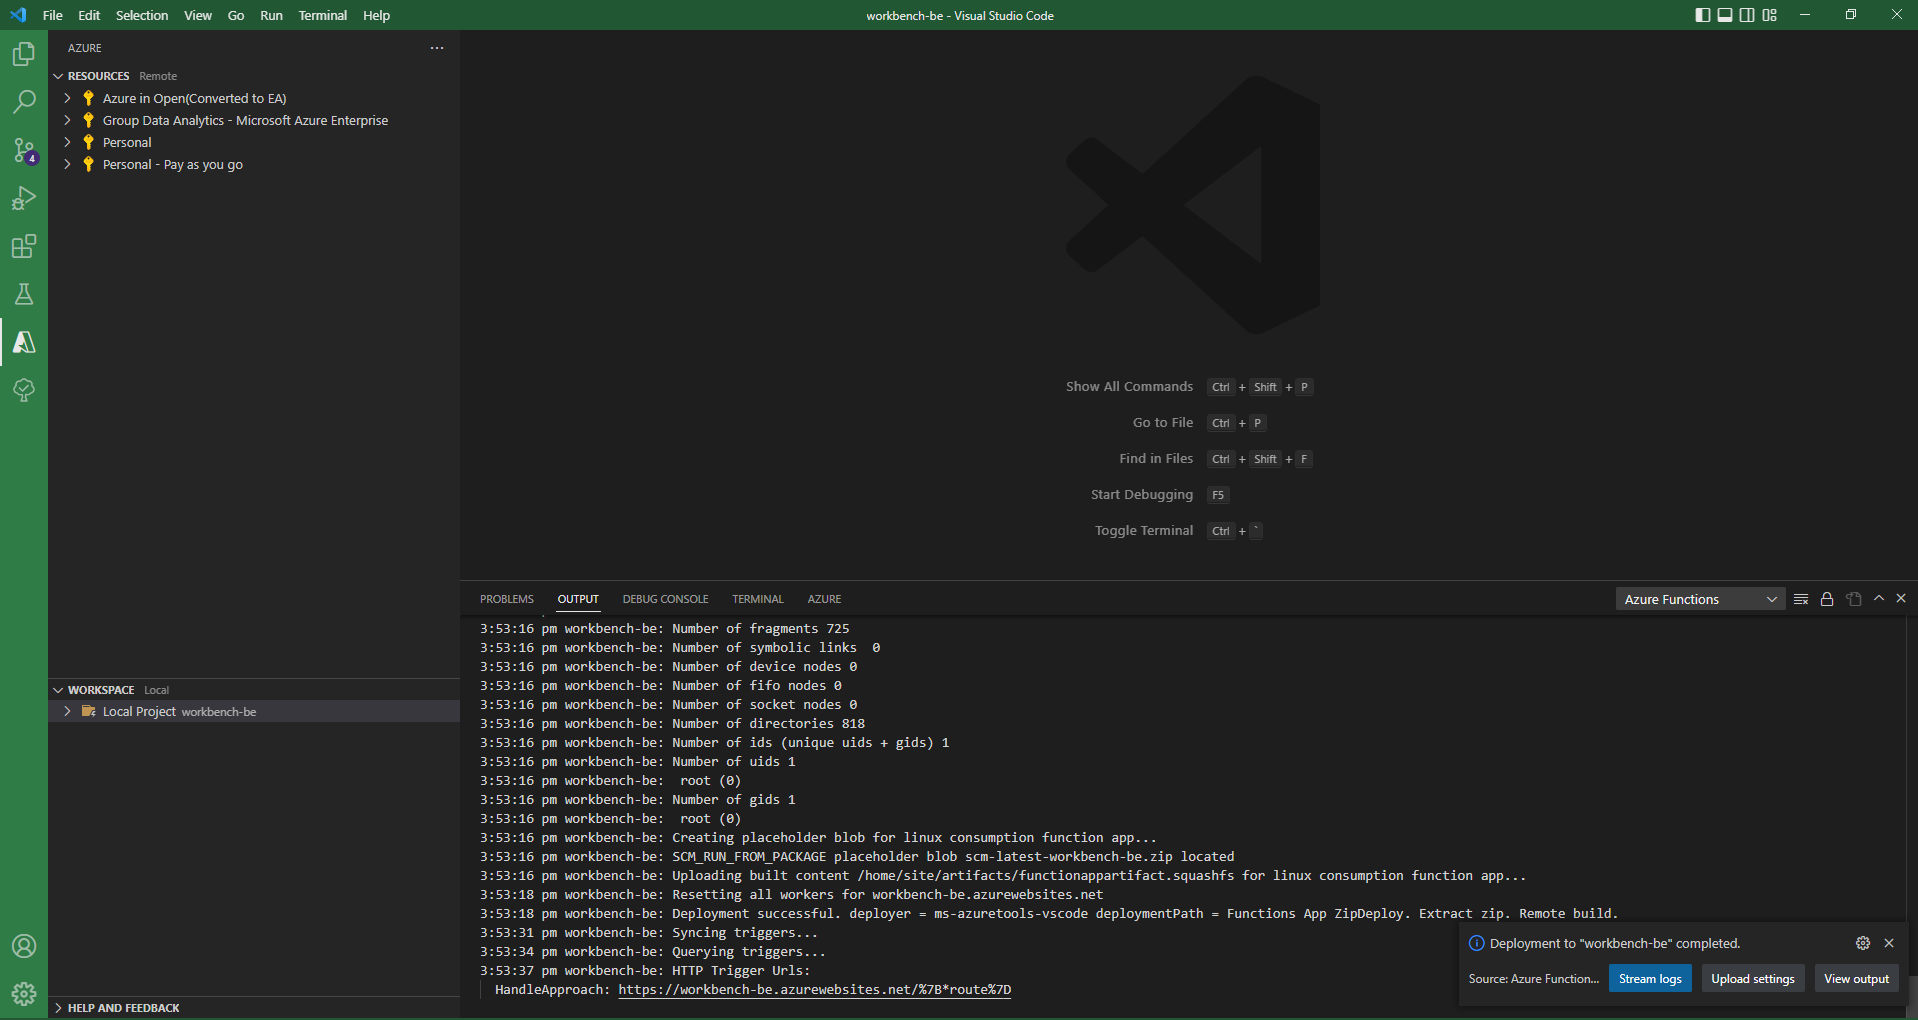 File Edit Selection View Go Run Terminal Help
workbench-be - Visual Studio Code
AZURE
RESOURCES Remote
Azure in Open(Converted to EA)
Group Data Analytics - Microsoft Azure Enterprise
Personal
Personal - Pay as you go
4
Show All Commands Ctrl + Shift + P
Go to File Ctrl + P
Find in Files Ctrl + Shift + F
Start Debugging F5
Toggle Terminal Ctrl + `
WORKSPACE Local
Local Project workbench-be
HELP AND FEEDBACK
PROBLEMS OUTPUT DEBUG CONSOLE TERMINAL AZURE
Azure Functions
3:53:16 pm workbench-be: Number of fragments 725
3:53:16 pm workbench-be: Number of symbolic links  0
3:53:16 pm workbench-be: Number of device nodes 0
3:53:16 pm workbench-be: Number of fifo nodes 0
3:53:16 pm workbench-be: Number of socket nodes 0
3:53:16 pm workbench-be: Number of directories 818
3:53:16 pm workbench-be: Number of ids (unique uids + gids) 1
3:53:16 pm workbench-be: Number of uids 1
3:53:16 pm workbench-be:  root (0)
3:53:16 pm workbench-be: Number of gids 1
3:53:16 pm workbench-be:  root (0)
3:53:16 pm workbench-be: Creating placeholder blob for linux consumption function app...
3:53:16 pm workbench-be: SCM_RUN_FROM_PACKAGE placeholder blob scm-latest-workbench-be.zip located
3:53:16 pm workbench-be: Uploading built content /home/site/artifacts/functionappartifact.squashfs for linux consumption function app...
3:53:18 pm workbench-be: Resetting all workers for workbench-be.azurewebsites.net
3:53:18 pm workbench-be: Deployment successful. deployer = ms-azuretools-vscode deploymentPath = Functions App ZipDeploy. Extract zip. Remote build.
3:53:31 pm workbench-be: Syncing triggers...
3:53:34 pm workbench-be: Querying triggers...
3:53:37 pm workbench-be: HTTP Trigger Urls:
HandleApproach: https://workbench-be.azurewebsites.net/%7B*route%7D
Deployment to "workbench-be" completed.
Source: Azure Function... Stream logs Upload settings View output